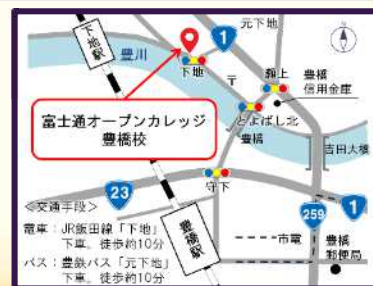 元下地
1
下地駅
豊川
下地
〒
瓦上
豊橋
信用金庫
とよばし北
富士通オープンカレッジ
豊橋校
豊橋
吉田大橋
守下
23
1
259
<交通手段>
電車：JR飯田線「下地」
下車。徒歩約10分
バス：豊鉄バス「元下地」
下車。徒歩約10分
豊橋駅
市電
豊橋
郵便局